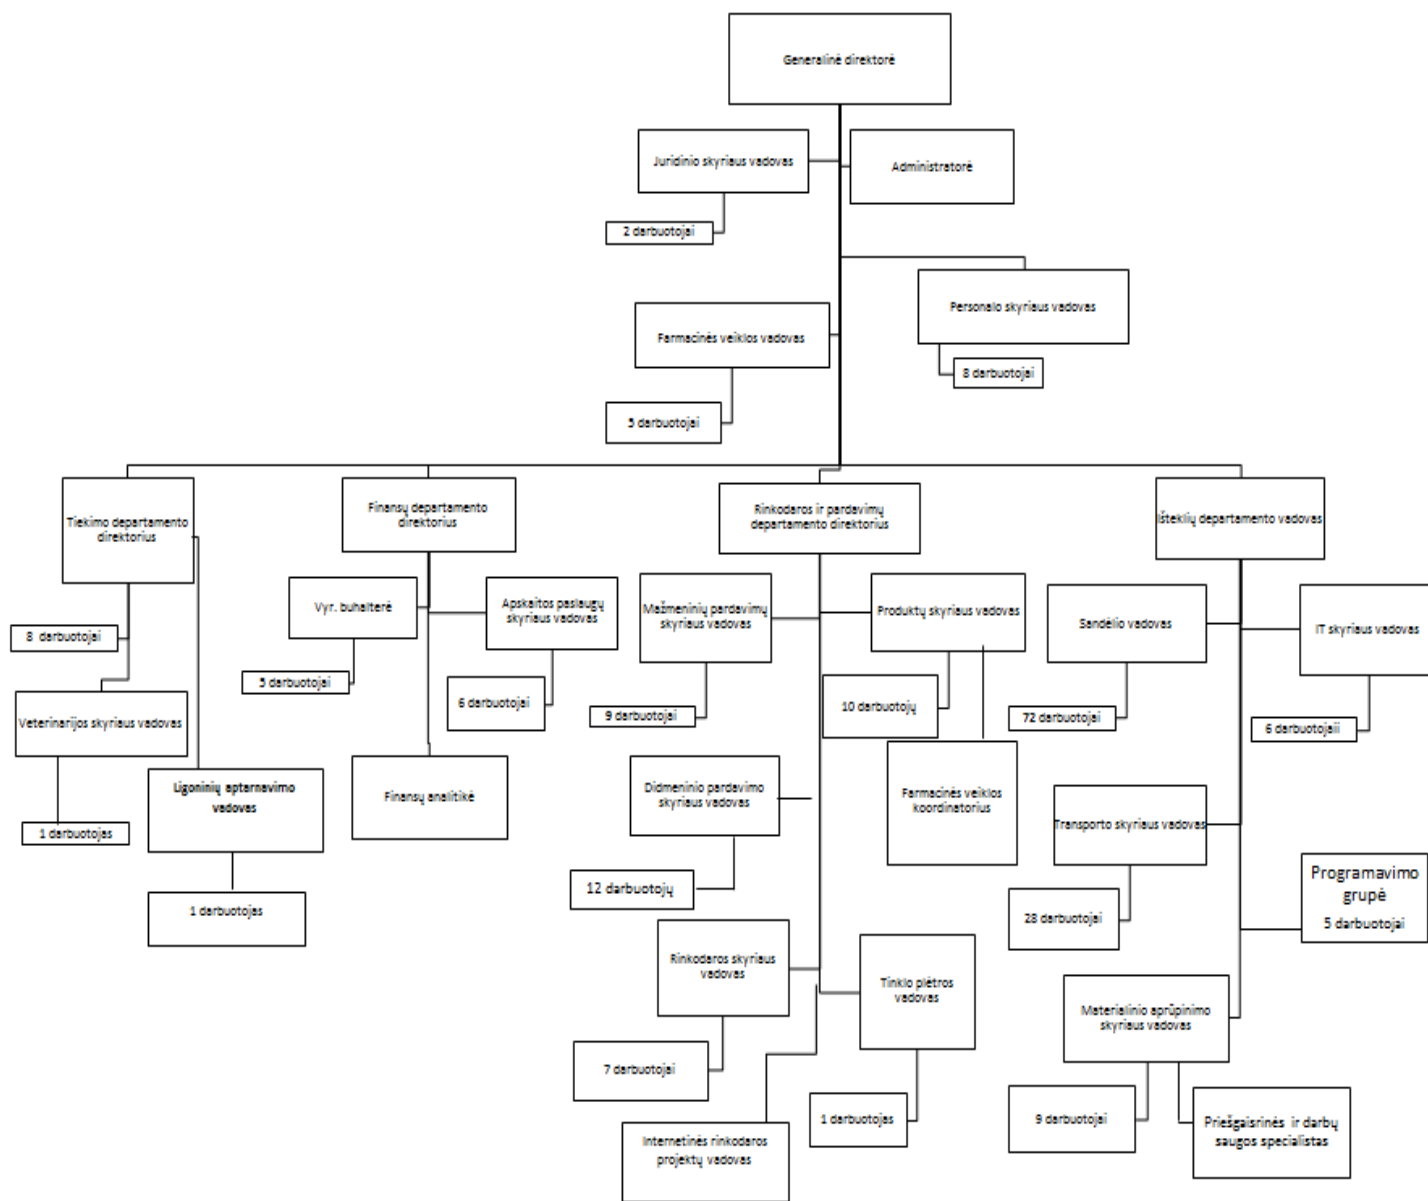 Generalinė direktorė
Juridinio skyriaus vadovas
Administratorė
2 darbuotojai
Personalo skyriaus vadovas
Farmacinės veiklos vadovas
8 darbuotojai
5 darbuotojai
Tiekimo departamento
direktorius
Finansų departamento
direktorius
Rinkodaros ir pardavimų
departamento direktorius
Išteklių departamento vadovas
8 darbuotojai
Vyr. buhalterė
Apskaitos paslaugų
skyriaus vadovas
Mažmeninių pardavimų
skyriaus vadovas
Produktų skyriaus vadovas
Sandėlio vadovas
IT skyriaus vadovas
5 darbuotojai
6 darbuotojai
9 darbuotojai
10 darbuotojų
72 darbuotojai
6 darbuotojaii
Veterinarijos skyriaus vadovas
Ligoninių aptarnavimo
vadovas
Finansų analitikė
Didmeninio pardavimo
skyriaus vadovas
Farmacinės veiklos
koordinatorius
Transporto skyriaus vadovas
1 darbuotojas
1 darbuotojas
12 darbuotojų
28 darbuotojai
Programavimo
grupė
5 darbuotojai
Rinkodaros skyriaus
vadovas
Tinklo plėtros
vadovas
Materialinio aprūpinimo
skyriaus vadovas
7 darbuotojai
1 darbuotojas
9 darbuotojai
Priešgaisrinės ir darbų
saugos specialistas
Internetinės rinkodaros
projektų vadovas